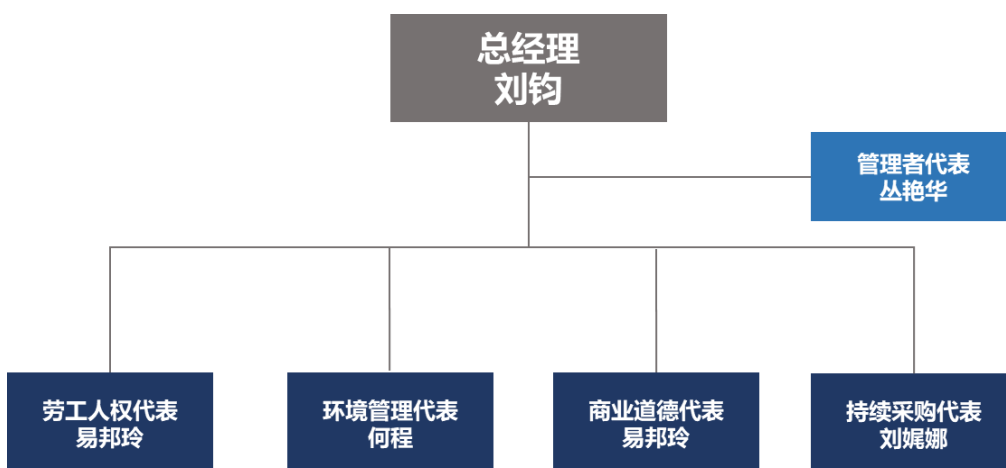 总经理
刘钧
管理者代表
丛艳华
劳工人权代表
易邦玲
环境管理代表
何程
商业道德代表
易邦玲
持续采购代表
刘娓娜